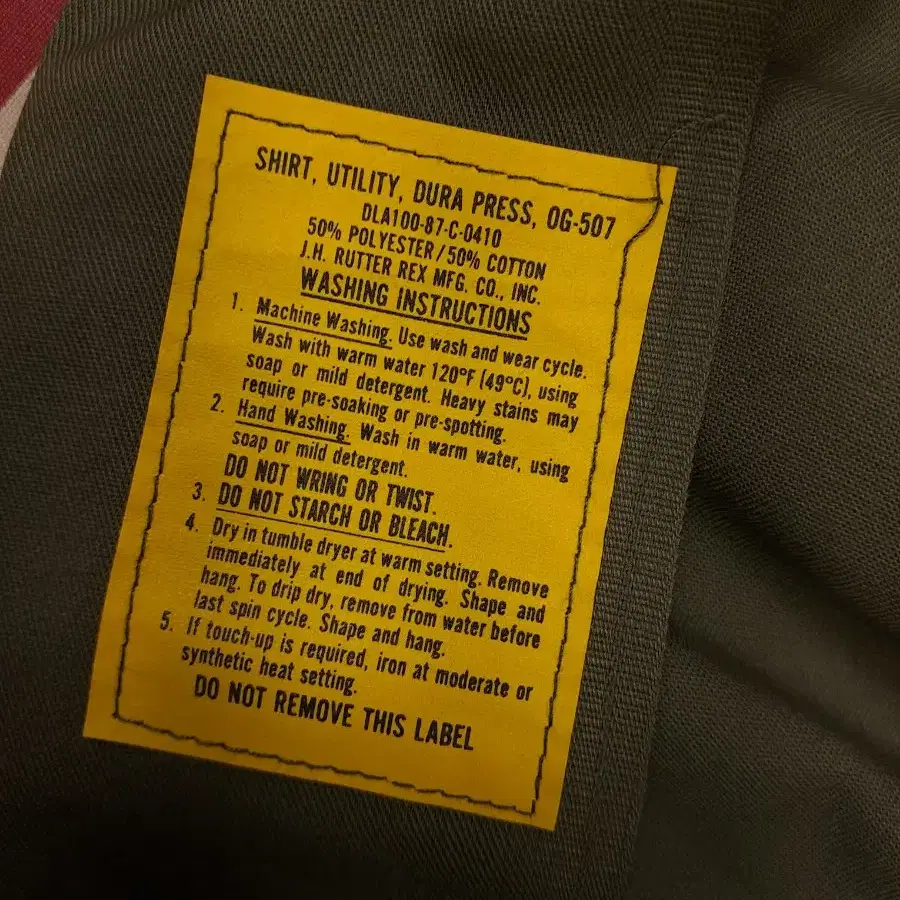 SHIRT, UTILITY, DURA PRESS, OG-507
DLA100-87-C-0410
50% POLYESTER/50% COTTON
J.H. RUTTER REX MFG. CO., INC.
WASHING INSTRUCTIONS
1. Machine Washing. Use wash and wear cycle.
Wash with warm water 120°F (49°C), using
soap or mild detergent. Heavy stains may
require pre-soaking or pre-spotting.
2. Hand Washing. Wash in warm water, using
soap or mild detergent.
DO NOT WRING OR TWIST.
3. DO NOT STARCH OR BLEACH.
4. Dry in tumble dryer at warm setting. Remove
immediately at end of drying. Shape and
hang. To drip dry, remove from water before
last spin cycle. Shape and hang.
5. If touch-up is required, iron at moderate or
synthetic heat setting.
DO NOT REMOVE THIS LABEL